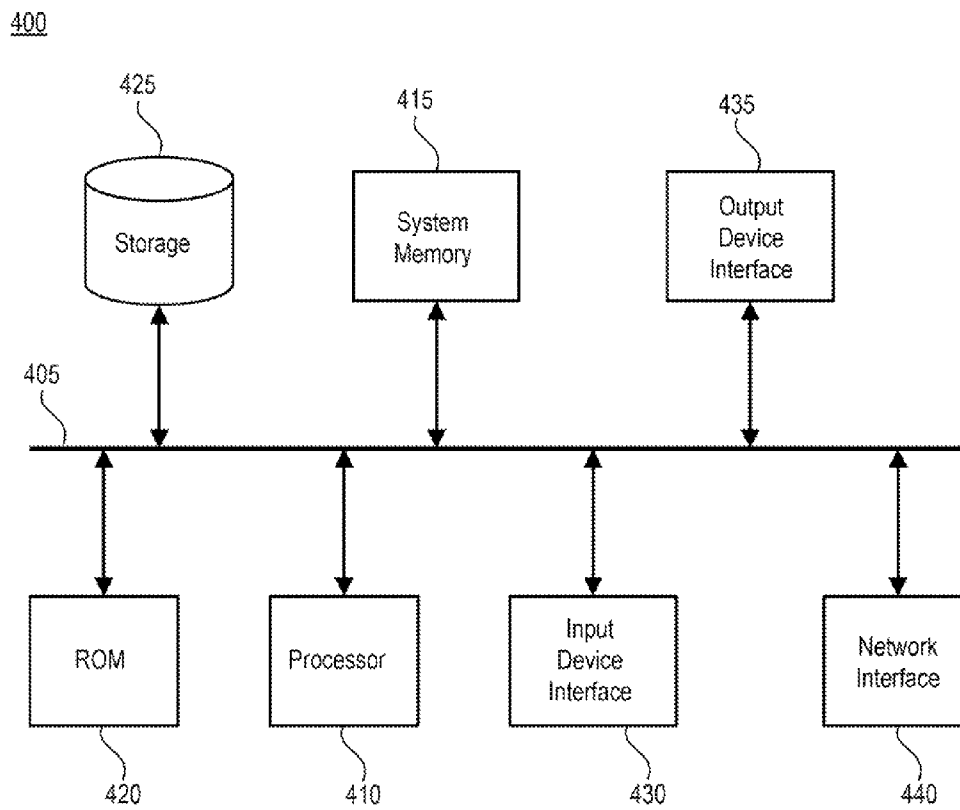 400
425
415
435
Storage
System
Memory
Output
Device
Interface
405
ROM
Processor
Input
Device
Interface
Network
Interface
420
410
430
440